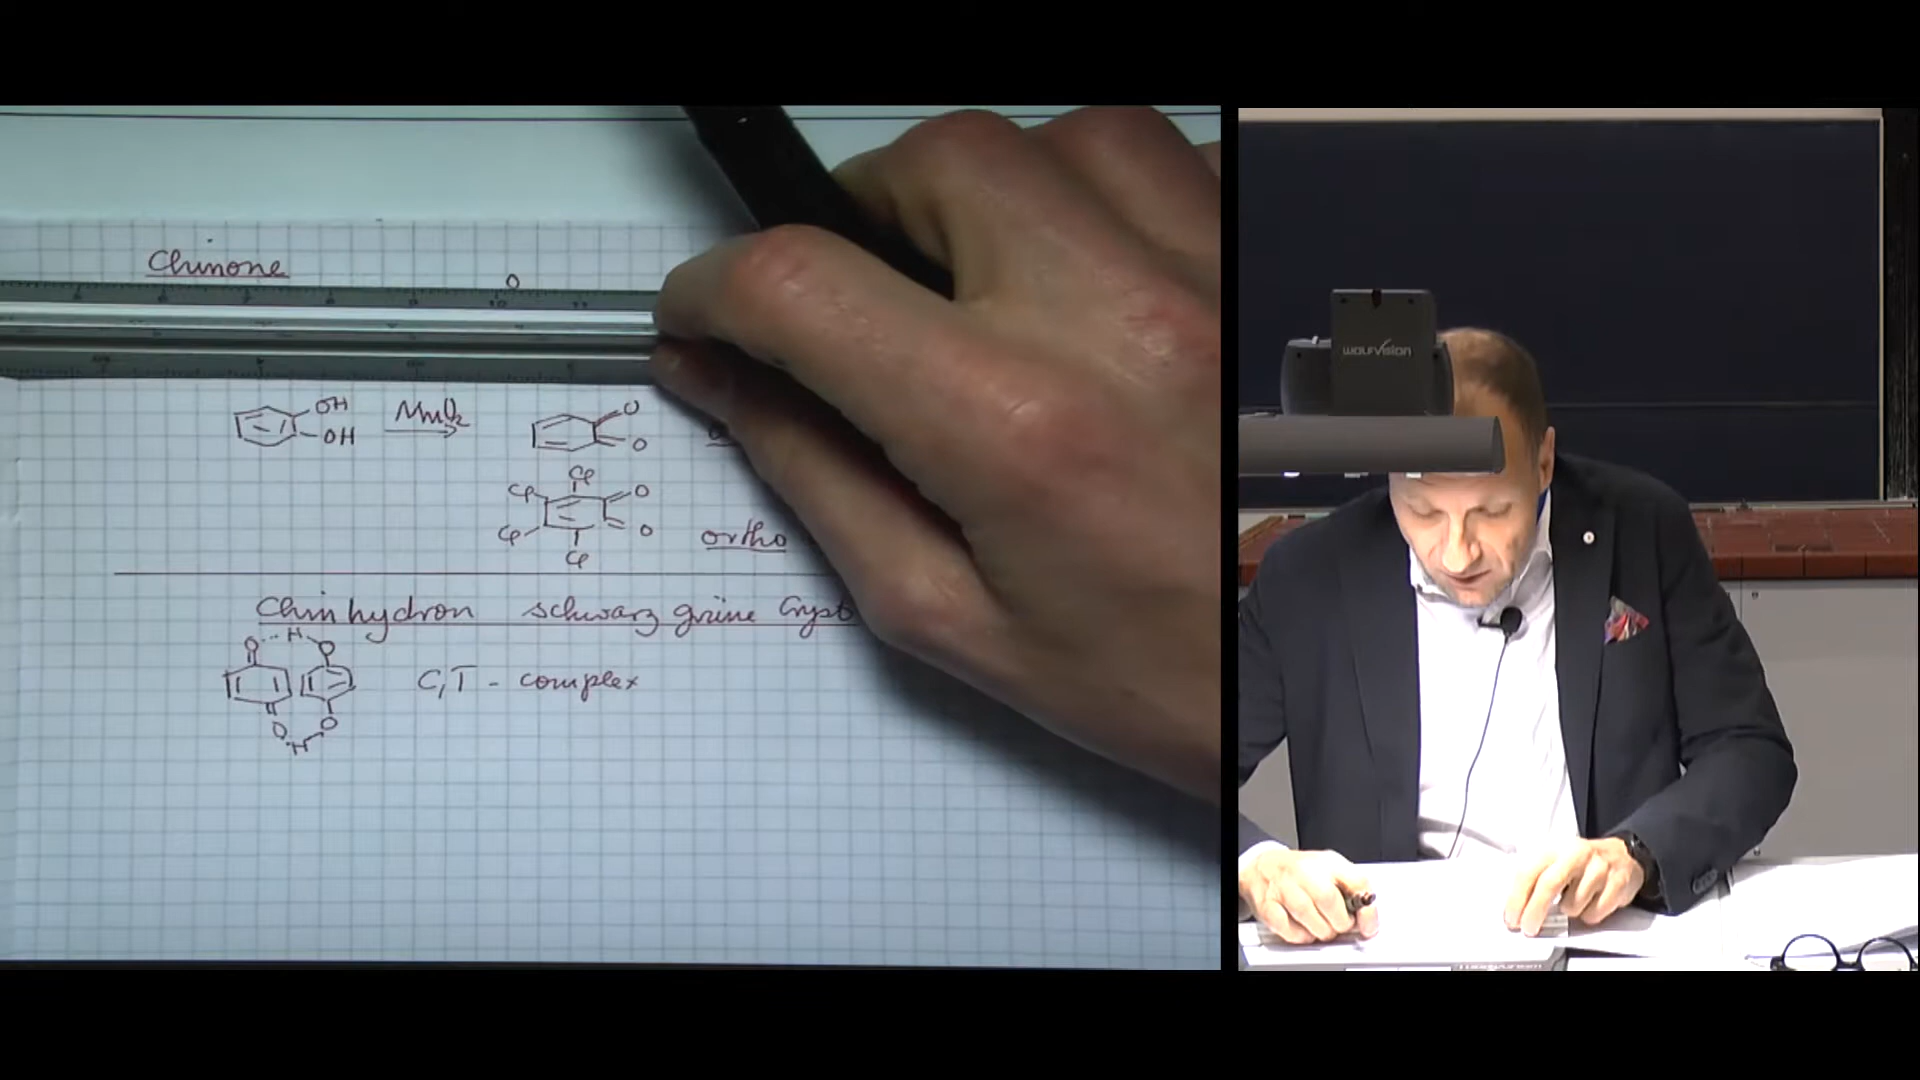 Chinone
O
OH
OH
MnO2
O
O
Cl
Cl
O
Cl
O
Cl
ortho
Chinhydron schwarz grüne Cryst
O H O
C,T - complex
O H O
WOLFVISION